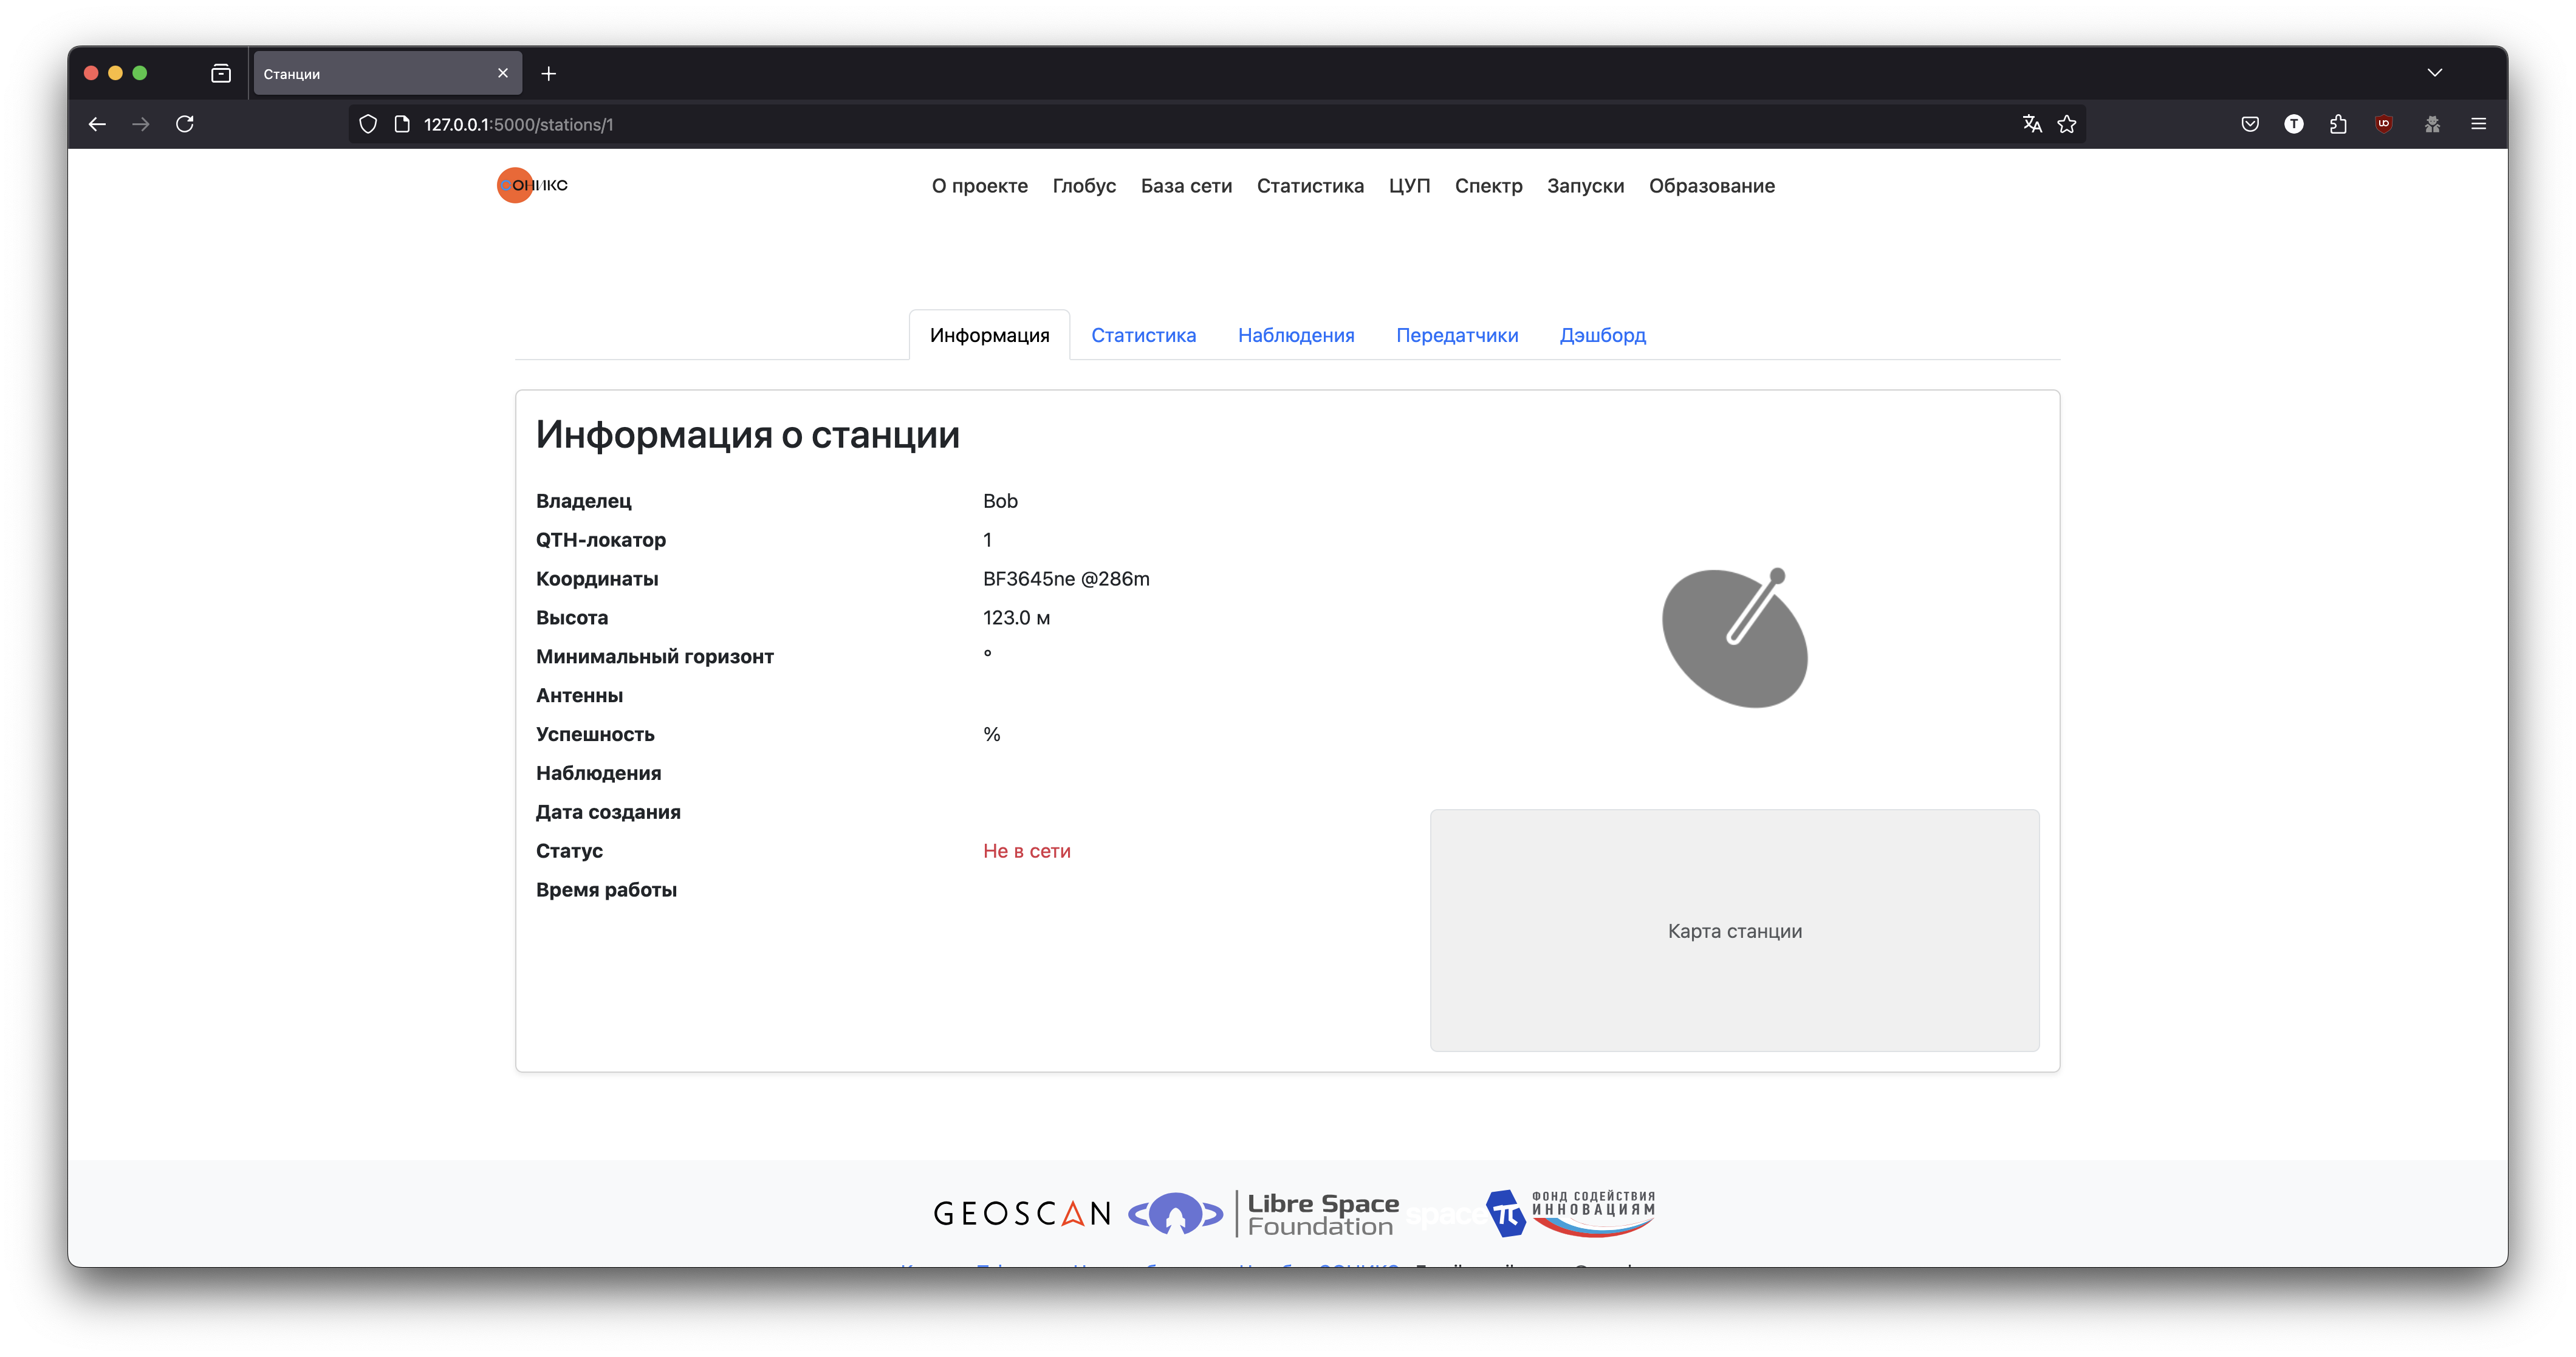 Станции
127.0.0.1:5000/stations/1
СОНИКС
О проекте Глобус База сети Статистика ЦУП Спектр Запуски Образование
Информация Статистика Наблюдения Передатчики Дэшборд
Информация о станции
Владелец Bob
QTH-локатор 1
Координаты BF3645ne @286m
Высота 123.0 м
Минимальный горизонт °
Антенны
Успешность %
Наблюдения
Дата создания
Статус Не в сети
Время работы
Карта станции
GEOSCAN
Libre Space
Foundation
space π
ФОНД СОДЕЙСТВИЯ
ИННОВАЦИЯМ